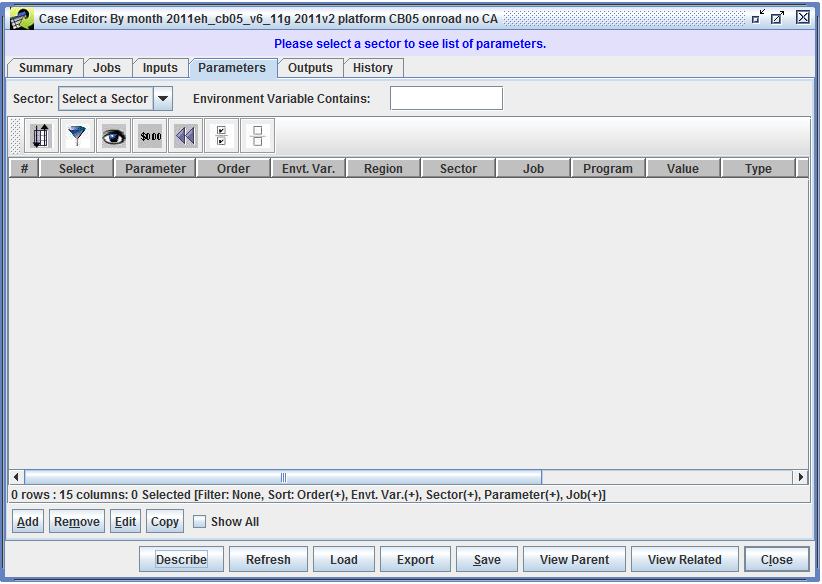 Case Editor: By month 2011eh_cb05_v6_11g 2011v2 platform CB05 onroad no CA
Please select a sector to see list of parameters.
Summary Jobs Inputs Parameters Outputs History
Sector: Select a Sector Environment Variable Contains:
$0.00
# Select Parameter Order Envt. Var. Region Sector Job Program Value Type
0 rows : 15 columns: 0 Selected [Filter: None, Sort: Order(+), Envt. Var.(+), Sector(+), Parameter(+), Job(+)]
Add Remove Edit Copy Show All
Describe Refresh Load Export Save View Parent View Related Close